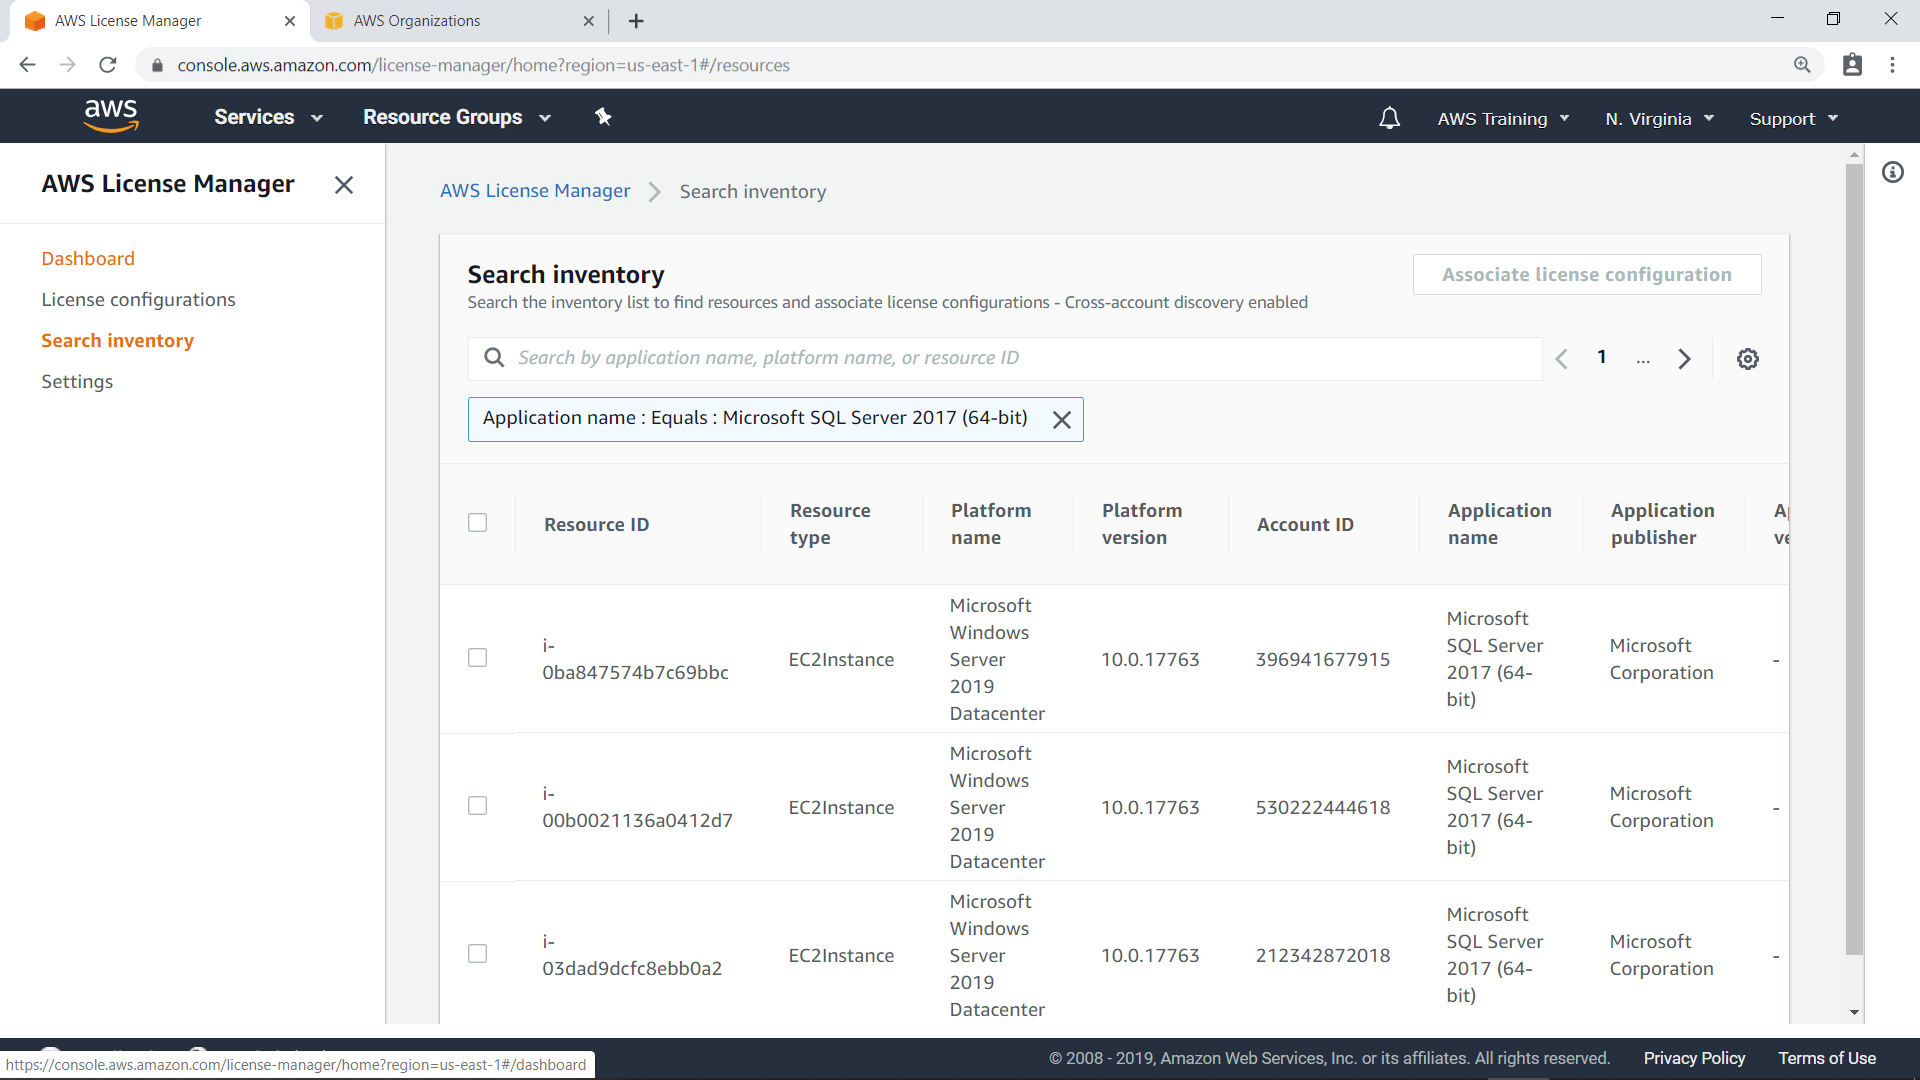 AWS License Manager
AWS Organizations
console.aws.amazon.com/license-manager/home?region=us-east-1#/resources
aws
Services
Resource Groups
AWS Training
N. Virginia
Support
AWS License Manager
Dashboard
License configurations
Search inventory
Settings
AWS License Manager
Search inventory
Search inventory
Associate license configuration
Search the inventory list to find resources and associate license configurations - Cross-account discovery enabled
Search by application name, platform name, or resource ID
1
...
Application name : Equals : Microsoft SQL Server 2017 (64-bit)
Resource ID
Resource
type
Platform
name
Platform
version
Account ID
Application
name
Application
publisher
i-
0ba847574b7c69bbc
EC2Instance
Microsoft
Windows
Server
2019
Datacenter
10.0.17763
396941677915
Microsoft
SQL Server
2017 (64-
bit)
Microsoft
Corporation
-
i-
00b0021136a0412d7
EC2Instance
Microsoft
Windows
Server
2019
Datacenter
10.0.17763
530222444618
Microsoft
SQL Server
2017 (64-
bit)
Microsoft
Corporation
-
i-
03dad9dcfc8ebb0a2
EC2Instance
Microsoft
Windows
Server
2019
Datacenter
10.0.17763
212342872018
Microsoft
SQL Server
2017 (64-
bit)
Microsoft
Corporation
-
https://console.aws.amazon.com/license-manager/home?region=us-east-1#/dashboard
© 2008 - 2019, Amazon Web Services, Inc. or its affiliates. All rights reserved.
Privacy Policy
Terms of Use